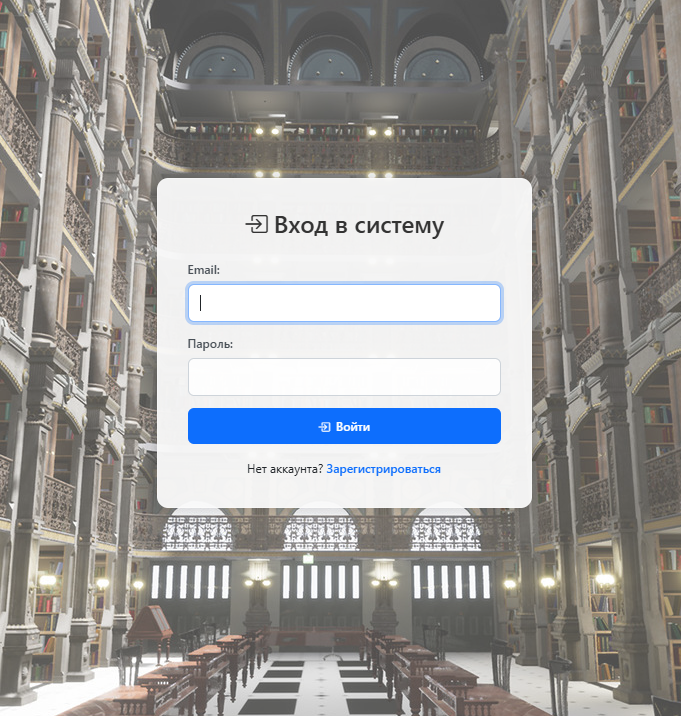 Вход в систему
Email:
Пароль:
Войти
Нет аккаунта? Зарегистрироваться